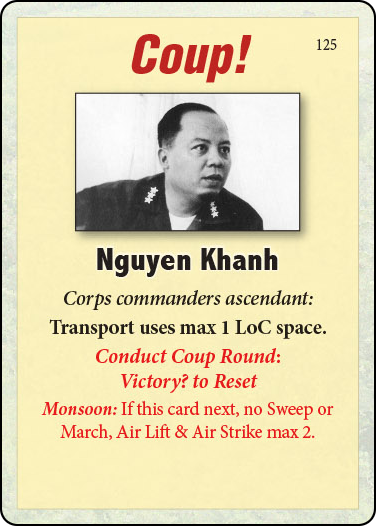 Coup!
125
Nguyen Khanh
Corps commanders ascendant:
Transport uses max 1 LoC space.
Conduct Coup Round:
Victory? to Reset
Monsoon: If this card next, no Sweep or
March, Air Lift & Air Strike max 2.